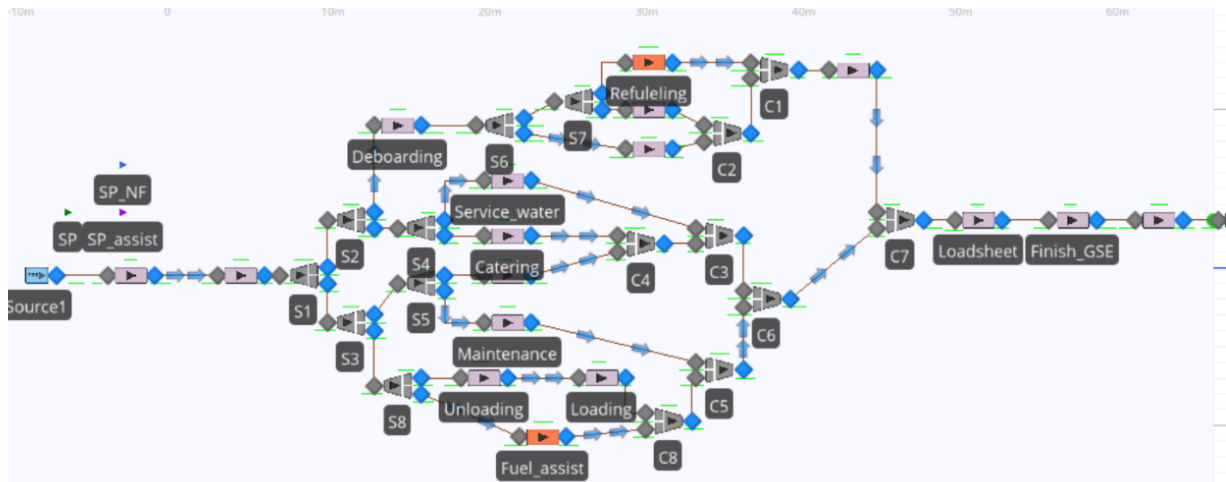 -10m 0 10m 20m 30m 40m 50m 60m
Refuleling
C1
S7
Deboarding
S6
C2
SP_NF
Service_water
SP
SP_assist
S2
C3
C7
Loadsheet
Finish_GSE
S4
Catering
C4
Source1
S1
S5
C6
S3
Maintenance
Unloading
Loading
C5
S8
C8
Fuel_assist